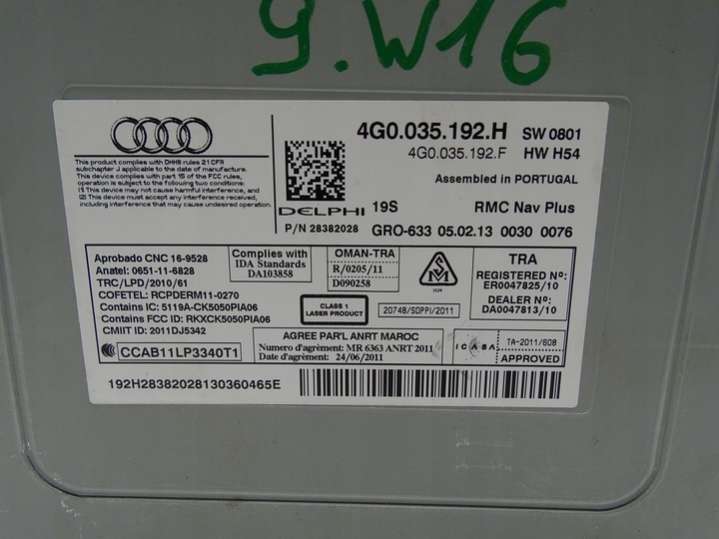 9.W16
4G0.035.192.H SW 0801
4G0.035.192.F HW H54
This product complies with DHHS rules 21 CFR
subchapter J applicable to the date of manufacture.
This device complies with part 15 of the FCC rules,
operation is subject to the following two conditions:
(1) This device may not cause harmful interference, and
(2) This device must accept any interference received,
including interference that may cause undesired operation.
Assembled in PORTUGAL
DELPHI 19S RMC Nav Plus
P/N 28382028 GRO-633 05.02.13 0030 0076
Aprobado CNC 16-9528
Anatel: 0651-11-6828
TRC/LPD/2010/61
COFETEL: RCPDERM11-0270
Contains IC: 5119A-CK5050PIA06
Contains FCC ID: RKXCK5050PIA06
CMIIT ID: 2011DJ5342
CCAB11LP3340T1
Complies with
IDA Standards
DA103858
OMAN-TRA
R/0205/11
D090258
TRA
REGISTERED No:
ER0047825/10
DEALER No:
DA0047813/10
CLASS 1
LASER PRODUCT
20748/SDPPI/2011
AGREE PAR'L ANRT MAROC
Numéro d'agrément: MR 6363 ANRT 2011
Date d'agrément: 24/06/2011
ICASA TA-2011/608
APPROVED
192H28382028130360465E